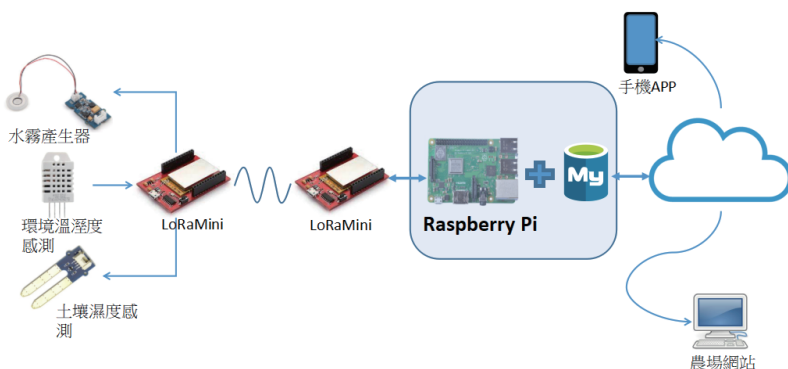 手機APP
水霧產生器
環境溫溼度
感測
LoRaMini
LoRaMini
Raspberry Pi
My
土壤濕度感
測
農場網站